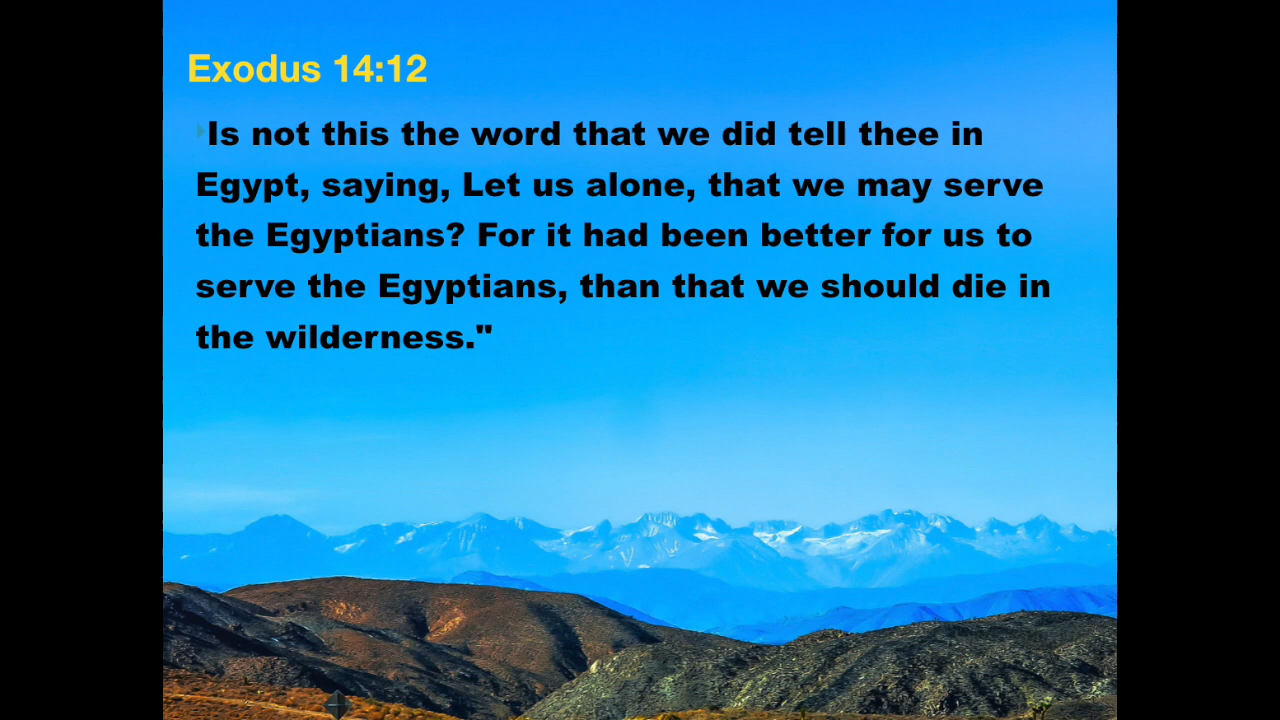 Exodus 14:12
Is not this the word that we did tell thee in
Egypt, saying, Let us alone, that we may serve
the Egyptians? For it had been better for us to
serve the Egyptians, than that we should die in
the wilderness."